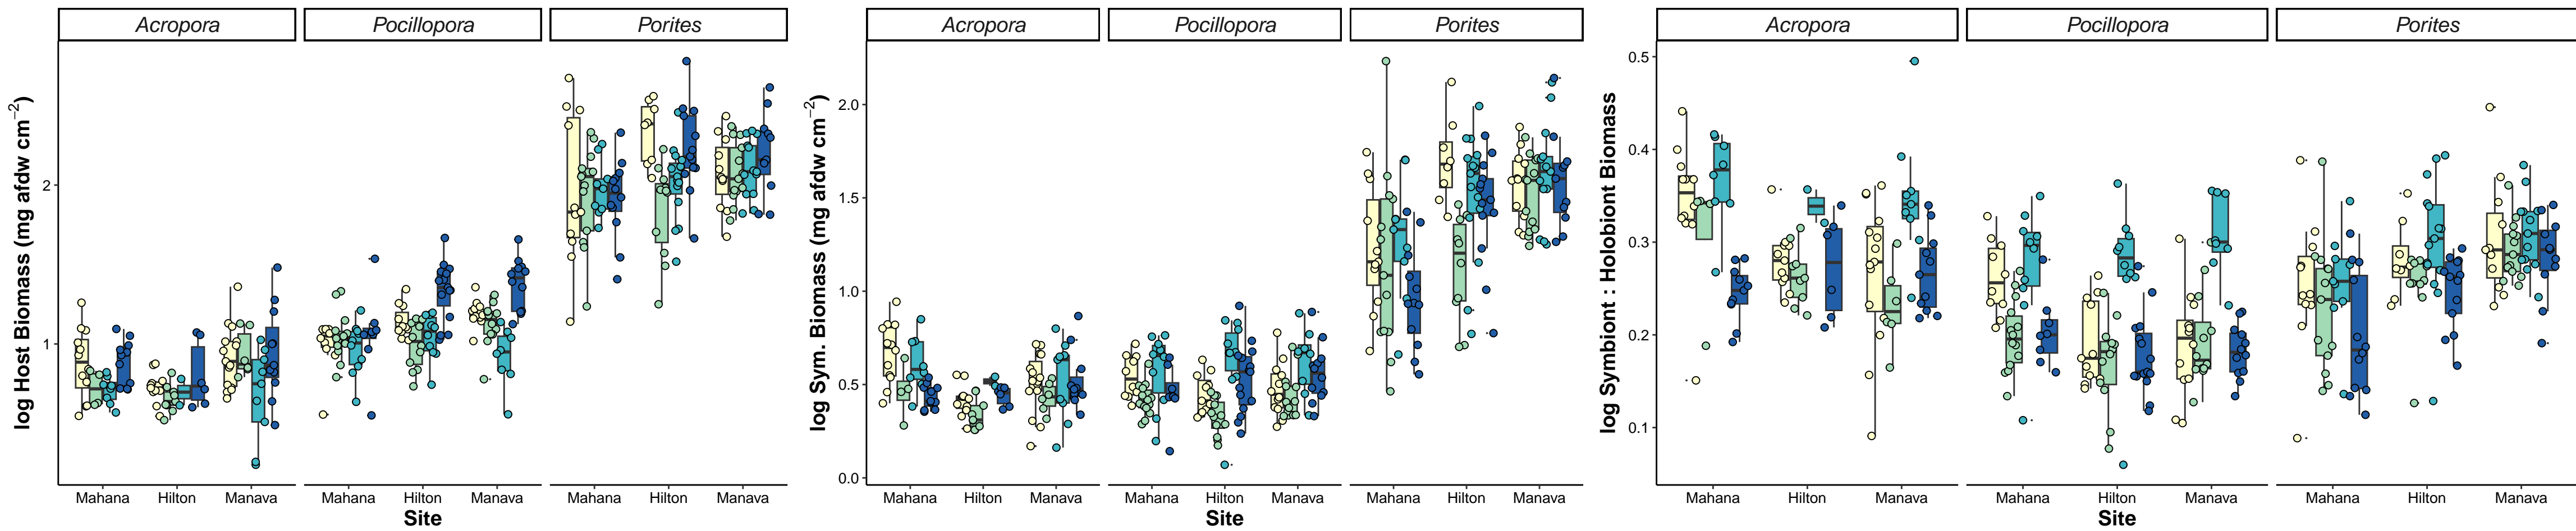 Acropora Pocillopora Porites
log Host Biomass (mg afdw cm⁻²)
2
1
Mahana Hilton Manava Mahana Hilton Manava Mahana Hilton Manava
Site
Acropora Pocillopora Porites
log Sym. Biomass (mg afdw cm⁻²)
2.0
1.5
1.0
0.5
0.0
Mahana Hilton Manava Mahana Hilton Manava Mahana Hilton Manava
Site
Acropora Pocillopora Porites
log Symbiont : Holobiont Biomass
0.5
0.4
0.3
0.2
0.1
Mahana Hilton Manava Mahana Hilton Manava Mahana Hilton Manava
Site